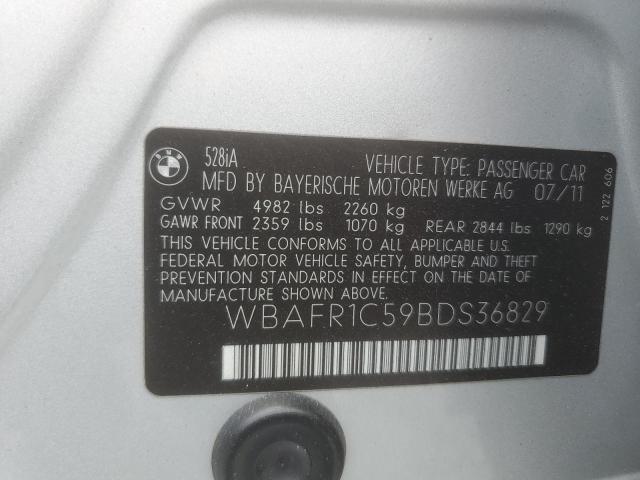 BMW
528iA
VEHICLE TYPE: PASSENGER CAR
MFD BY BAYERISCHE MOTOREN WERKE AG 07/11
GVWR 4982 lbs 2260 kg
GAWR FRONT 2359 lbs 1070 kg REAR 2844 lbs 1290 kg
THIS VEHICLE CONFORMS TO ALL APPLICABLE U.S.
FEDERAL MOTOR VEHICLE SAFETY, BUMPER AND THEFT
PREVENTION STANDARDS IN EFFECT ON THE DATE OF
MANUFACTURE SHOWN ABOVE.
WBAFR1C59BDS36829
2 122 606